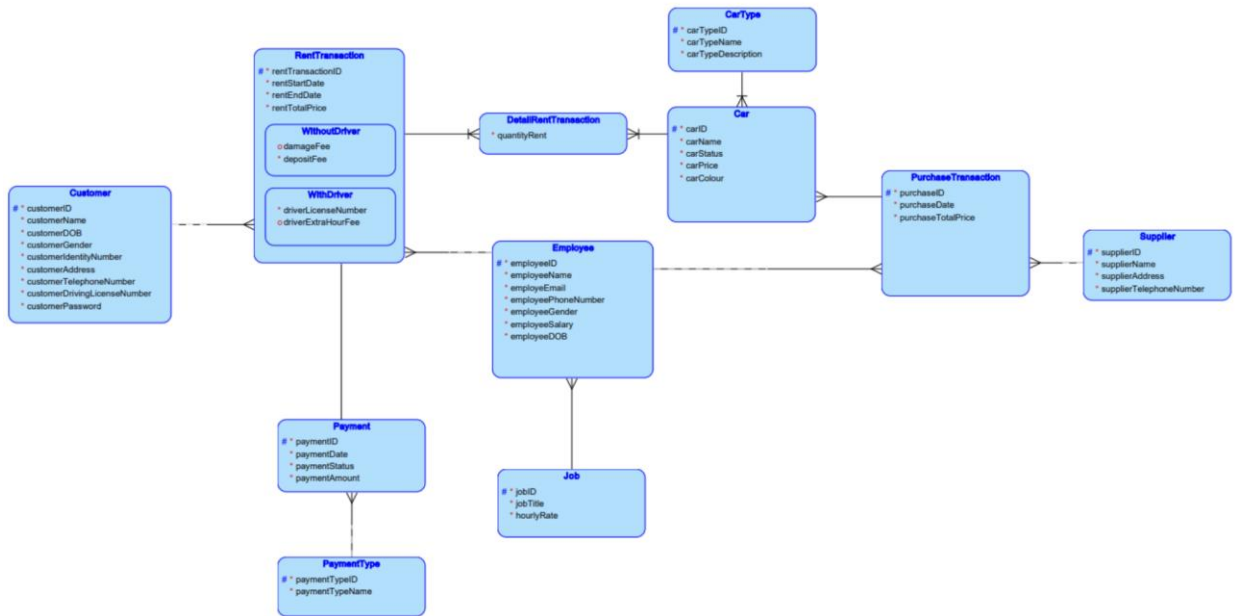 CarType
# * carTypeID
* carTypeName
* carTypeDescription
RentTransaction
# * rentTransactionID
* rentStartDate
* rentEndDate
* rentTotalPrice
WithoutDriver
o damageFee
* depositFee
WithDriver
* driverLicenseNumber
o driverExtraHourFee
DetailRentTransaction
* quantityRent
Car
# * carID
* carName
* carStatus
* carPrice
* carColour
PurchaseTransaction
# * purchaseID
* purchaseDate
* purchaseTotalPrice
Customer
# * customerID
* customerName
* customerDOB
* customerGender
* customerIdentityNumber
* customerAddress
* customerTelephoneNumber
* customerDrivingLicenseNumber
* customerPassword
Employee
# * employeeID
* employeeName
* employeEmail
* employeePhoneNumber
* employeeGender
* employeeSalary
* employeeDOB
Supplier
# * supplierID
* supplierName
* supplierAddress
* supplierTelephoneNumber
Payment
# * paymentID
* paymentDate
* paymentStatus
* paymentAmount
Job
# * jobID
* jobTitle
* hourlyRate
PaymentType
# * paymentTypeID
* paymentTypeName